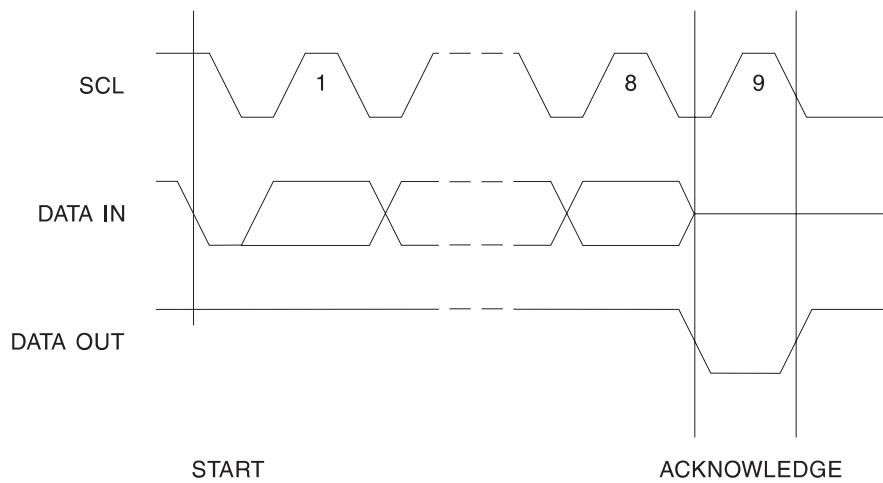 SCL
1
8
9
DATA IN
DATA OUT
START
ACKNOWLEDGE